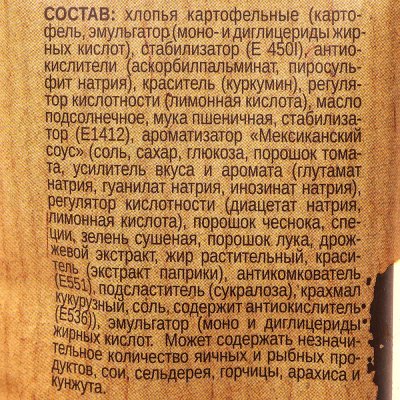 СОСТАВ: хлопья картофельные (карто-
фель, эмульгатор (моно- и диглицериды жир-
ных кислот), стабилизатор (Е 450i), антио-
кислители (аскорбилпальминат, пиросуль-
фит натрия), краситель (куркумин), регуля-
тор кислотности (лимонная кислота), масло
подсолнечное, мука пшеничная, стабилиза-
тор (Е1412), ароматизатор «Мексиканский
соус» (соль, сахар, глюкоза, порошок тома-
та, усилитель вкуса и аромата (глутамат
натрия, гуанилат натрия, инозинат натрия),
регулятор кислотности (диацетат натрия,
лимонная кислота), порошок чеснока, спе-
ции, зелень сушеная, порошок лука, дрож-
жевой экстракт, жир растительный, краси-
тель (экстракт паприки), антикомкователь
(Е551), подсластитель (сукралоза), крахмал
кукурузный, соль, содержит антиокислитель
(Е536)), эмульгатор (моно и диглицериды
жирных кислот. Может содержать незначи-
тельное количество яичных и рыбных про-
дуктов, сои, сельдерея, горчицы, арахиса и
кунжута.